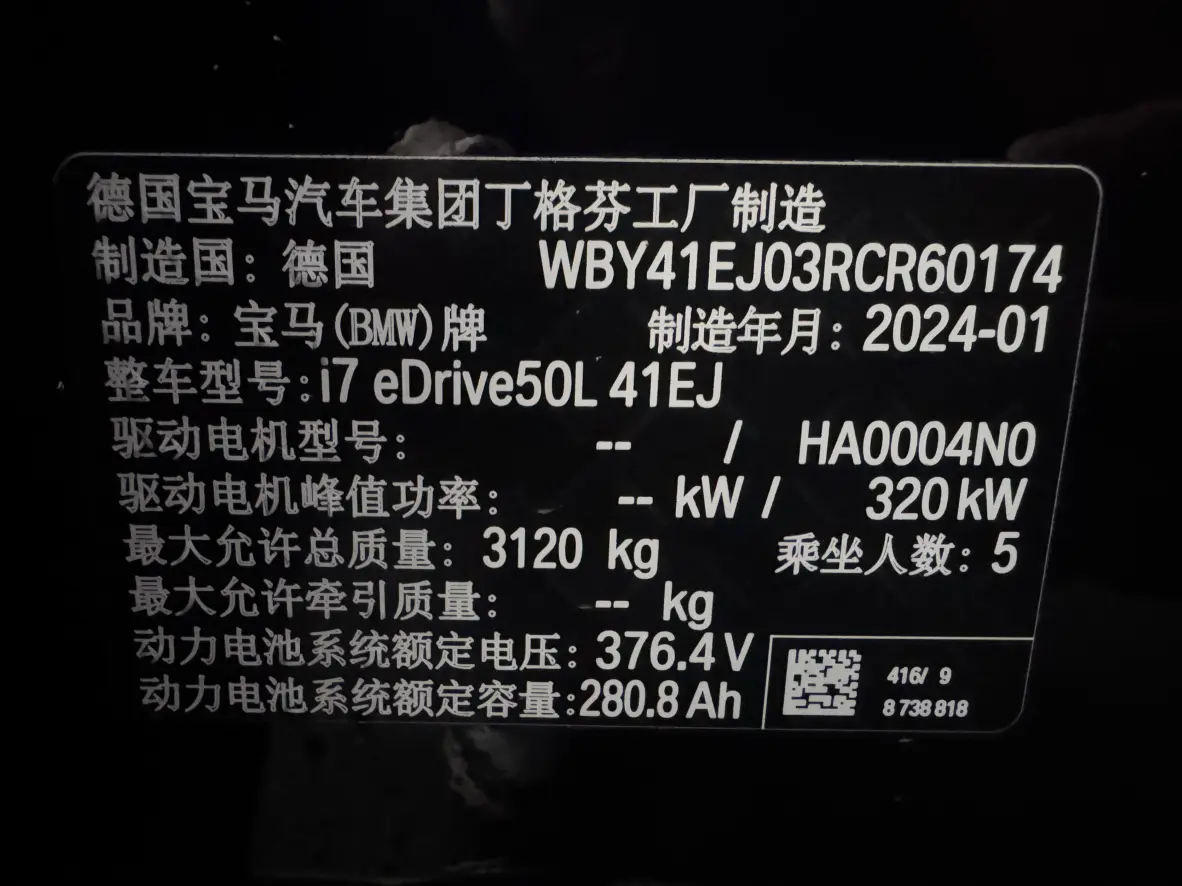 德国宝马汽车集团丁格芬工厂制造
制造国：德国 WBY41EJ03RCR60174
品牌：宝马(BMW)牌 制造年月：2024-01
整车型号:i7 eDrive50L 41EJ
驱动电机型号： -- / HA0004N0
驱动电机峰值功率： -- kW / 320 kW
最大允许总质量：3120 kg 乘坐人数：5
最大允许牵引质量： -- kg
动力电池系统额定电压：376.4 V
动力电池系统额定容量:280.8 Ah
416/ 9
8 738 818